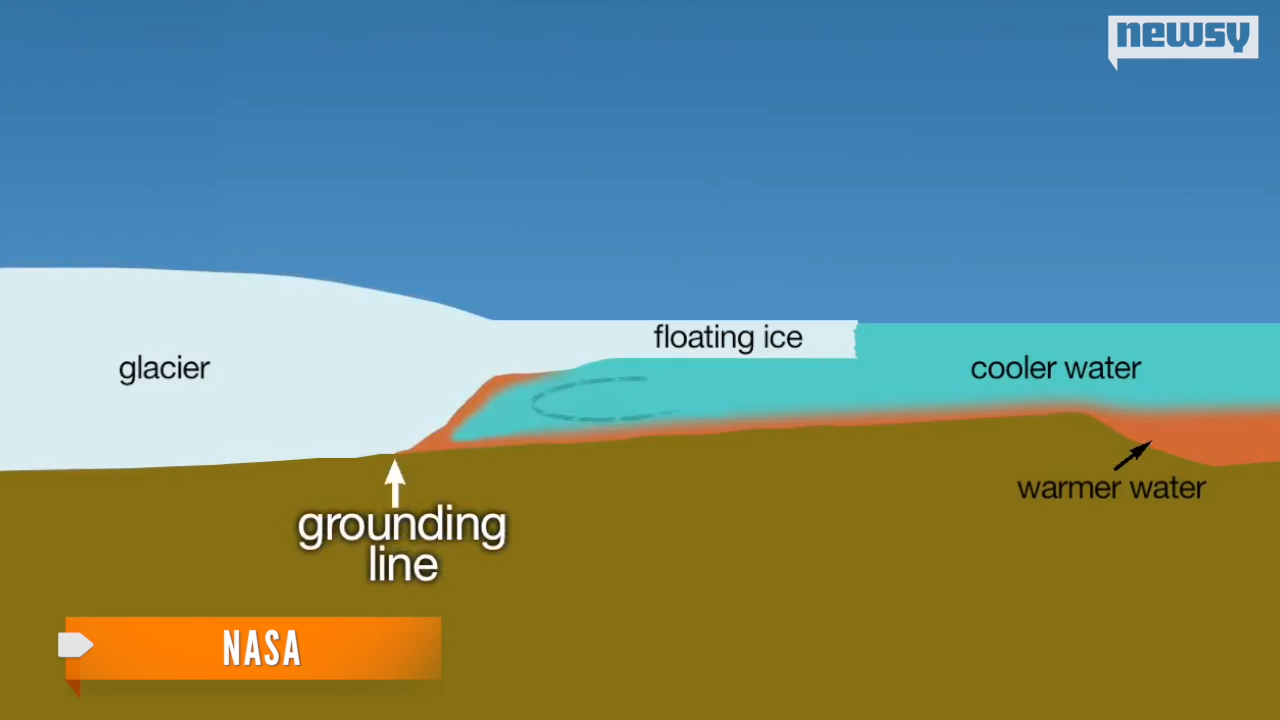 newsy
floating ice
glacier
cooler water
warmer water
grounding
line
NASA